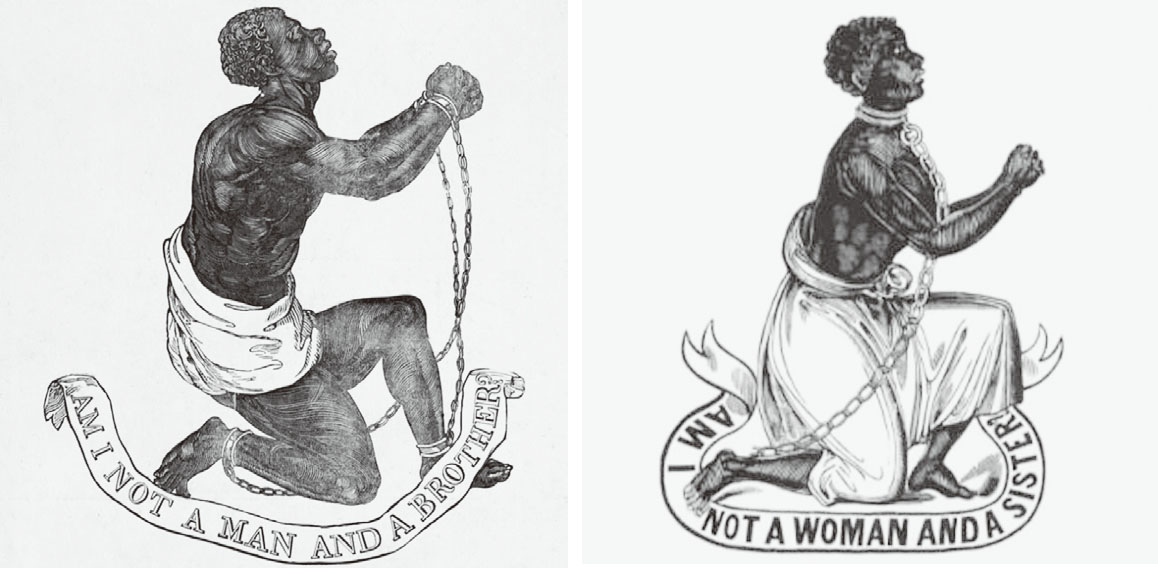 AM I NOT A MAN AND A BROTHER?
AM I NOT A WOMAN AND A SISTER?